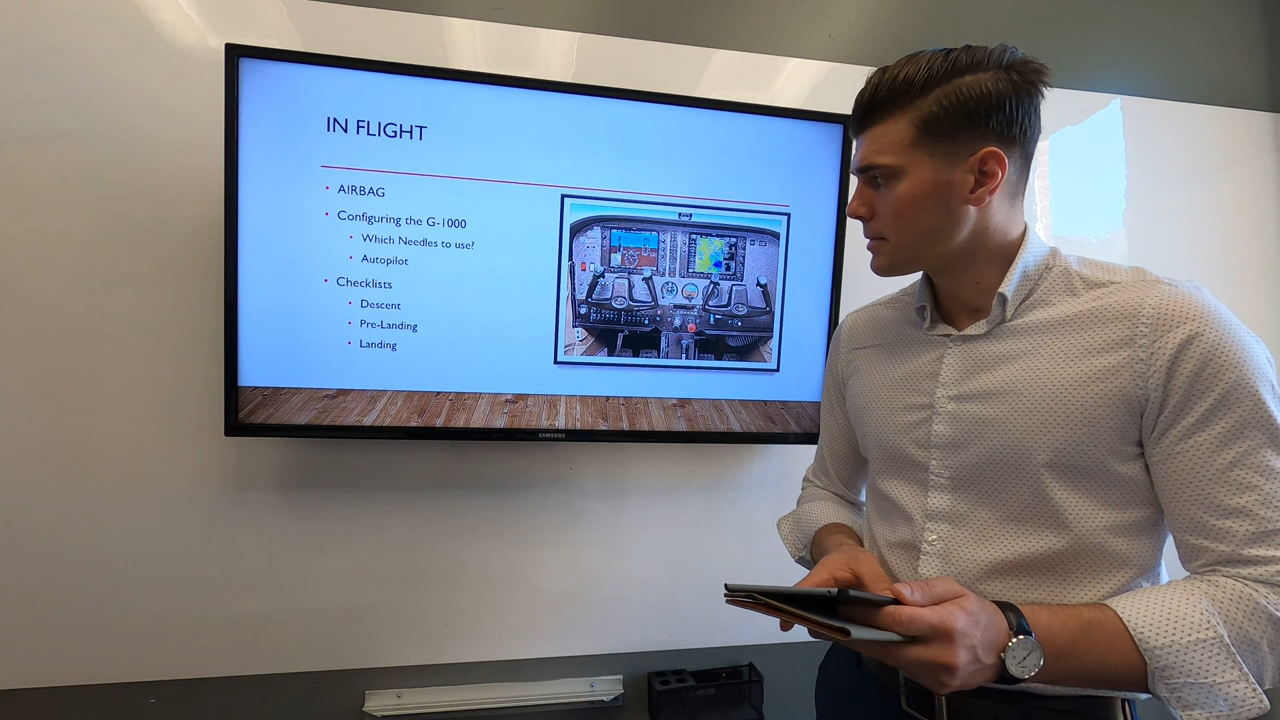 IN FLIGHT
AIRBAG
Configuring the G-1000
Which Needles to use?
Autopilot
Checklists
Descent
Pre-Landing
Landing
SAMSUNG